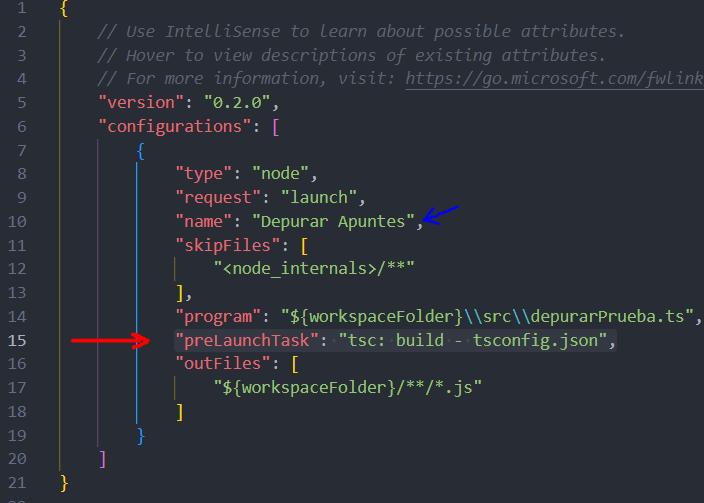 1 {
2 // Use IntelliSense to learn about possible attributes.
3 // Hover to view descriptions of existing attributes.
4 // For more information, visit: https://go.microsoft.com/fwlink
5 "version": "0.2.0",
6 "configurations": [
7 {
8 "type": "node",
9 "request": "launch",
10 "name": "Depurar Apuntes",
11 "skipFiles": [
12 "<node_internals>/**"
13 ],
14 "program": "${workspaceFolder}\\src\\depurarPrueba.ts",
15 "preLaunchTask": "tsc: build - tsconfig.json",
16 "outFiles": [
17 "${workspaceFolder}/**/*.js"
18 ]
19 }
20 ]
21 }